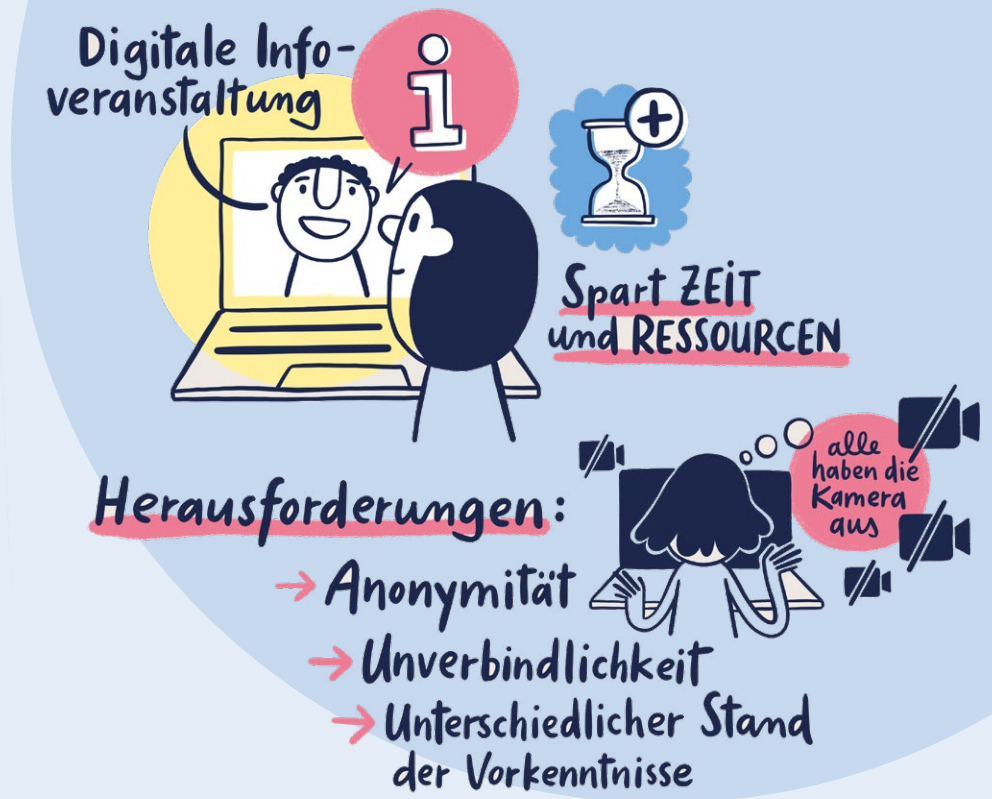 Digitale Info-
veranstaltung
i
Spart ZEIT
und RESSOURCEN
alle
haben die
Kamera
aus
Herausforderungen:
→ Anonymität
→ Unverbindlichkeit
→ Unterschiedlicher Stand
der Vorkenntnisse